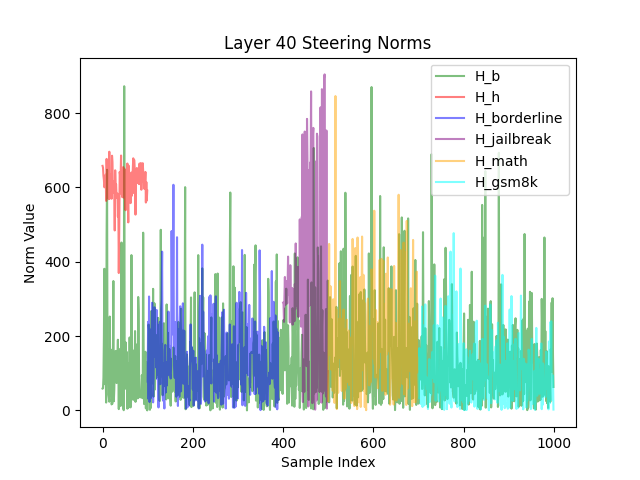 Layer 40 Steering Norms
Norm Value
800
600
400
200
0
0 200 400 600 800 1000
Sample Index
H_b
H_h
H_borderline
H_jailbreak
H_math
H_gsm8k